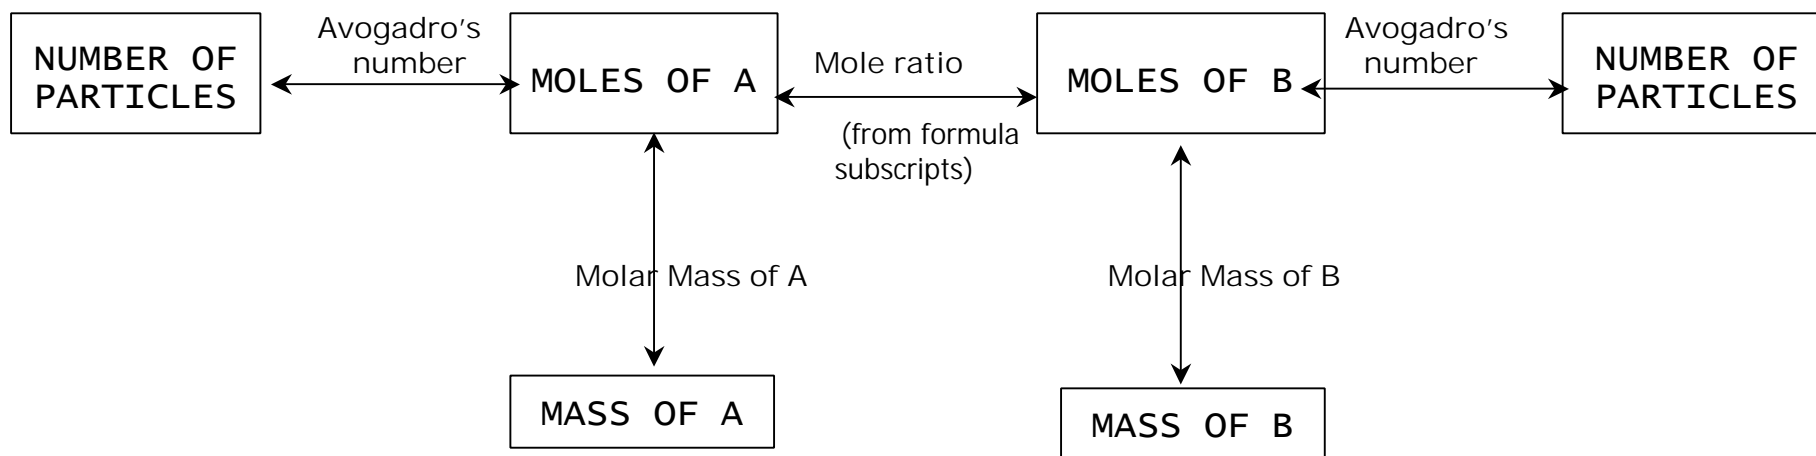 NUMBER OF
PARTICLES
Avogadro's
number
MOLES OF A
Mole ratio
(from formula
subscripts)
MOLES OF B
Avogadro's
number
NUMBER OF
PARTICLES
Molar Mass of A
Molar Mass of B
MASS OF A
MASS OF B